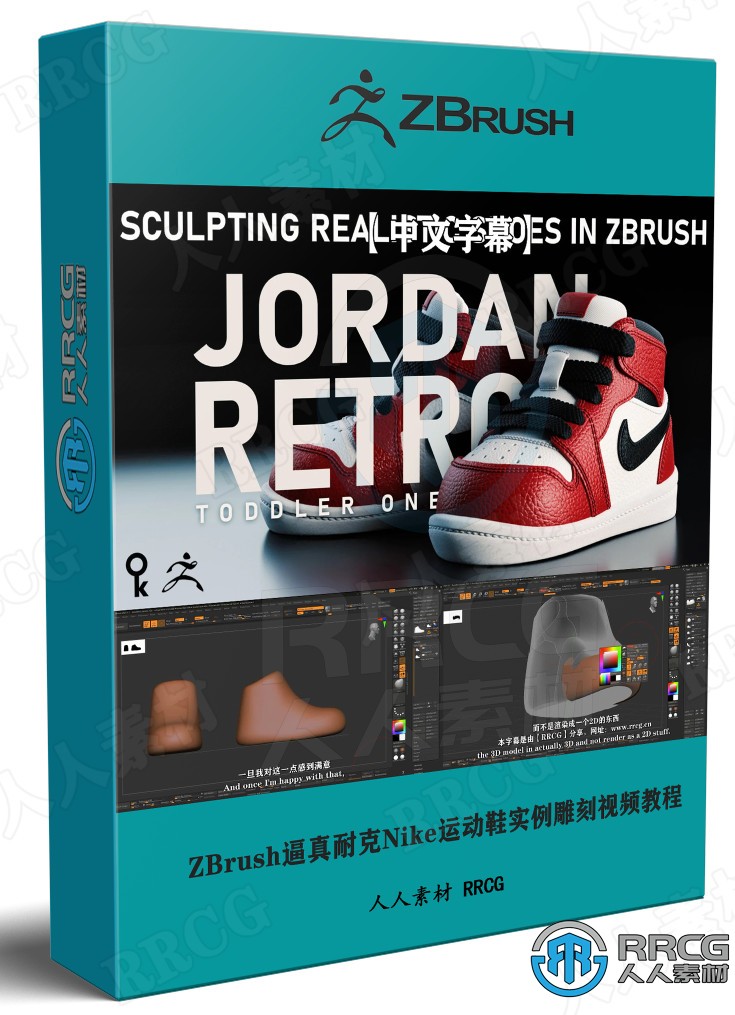 ZBRUSH
SCULPTING REAL【中文字幕】OES IN ZBRUSH
JORDAN
RETRO
TODDLER ONE
Ok
一旦我对这一点感到满意
And once I'm happy with that,
而不是渲染成一个2D的东西
本字幕是由【RRCG】分享，网址：www.rrcg.cn
the 3D model in actually 3D and not render as a 2D stuff.
ZBrush逼真耐克Nike运动鞋实例雕刻视频教程
人人素材 RRCG
RRCG
人人素材
RRCG
人人素材